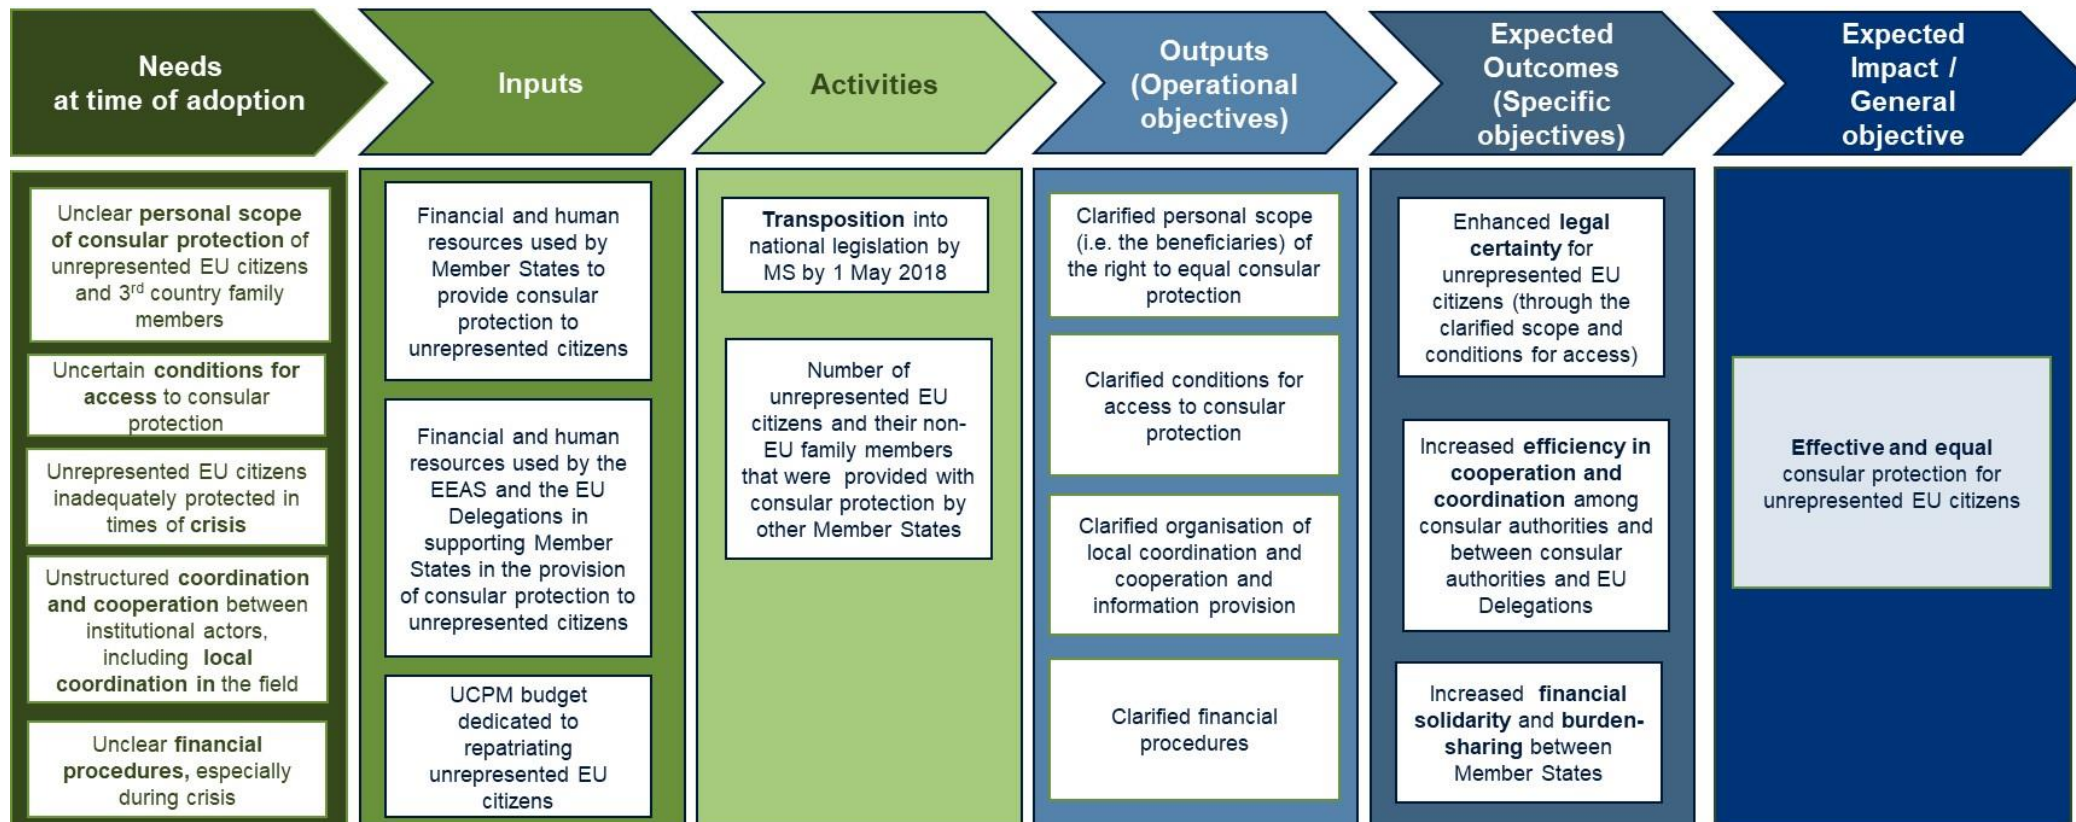 Needs
at time of adoption
Inputs
Activities
Outputs
(Operational
objectives)
Expected
Outcomes
(Specific
objectives)
Expected
Impact /
General
objective
Unclear personal scope
of consular protection of
unrepresented EU citizens
and 3rd country family
members
Uncertain conditions for
access to consular
protection
Unrepresented EU citizens
inadequately protected in
times of crisis
Unstructured coordination
and cooperation between
institutional actors,
including local
coordination in the field
Unclear financial
procedures, especially
during crisis
Financial and human
resources used by
Member States to
provide consular
protection to
unrepresented citizens
Financial and human
resources used by the
EEAS and the EU
Delegations in
supporting Member
States in the provision
of consular protection to
unrepresented citizens
UCPM budget
dedicated to
repatriating
unrepresented EU
citizens
Transposition into
national legislation by
MS by 1 May 2018
Number of
unrepresented EU
citizens and their non-
EU family members
that were provided with
consular protection by
other Member States
Clarified personal scope
(i.e. the beneficiaries) of
the right to equal consular
protection
Clarified conditions for
access to consular
protection
Clarified organisation of
local coordination and
cooperation and
information provision
Clarified financial
procedures
Enhanced legal
certainty for
unrepresented EU
citizens (through the
clarified scope and
conditions for access)
Increased efficiency in
cooperation and
coordination among
consular authorities and
between consular
authorities and EU
Delegations
Increased financial
solidarity and burden-
sharing between
Member States
Effective and equal
consular protection for
unrepresented EU citizens